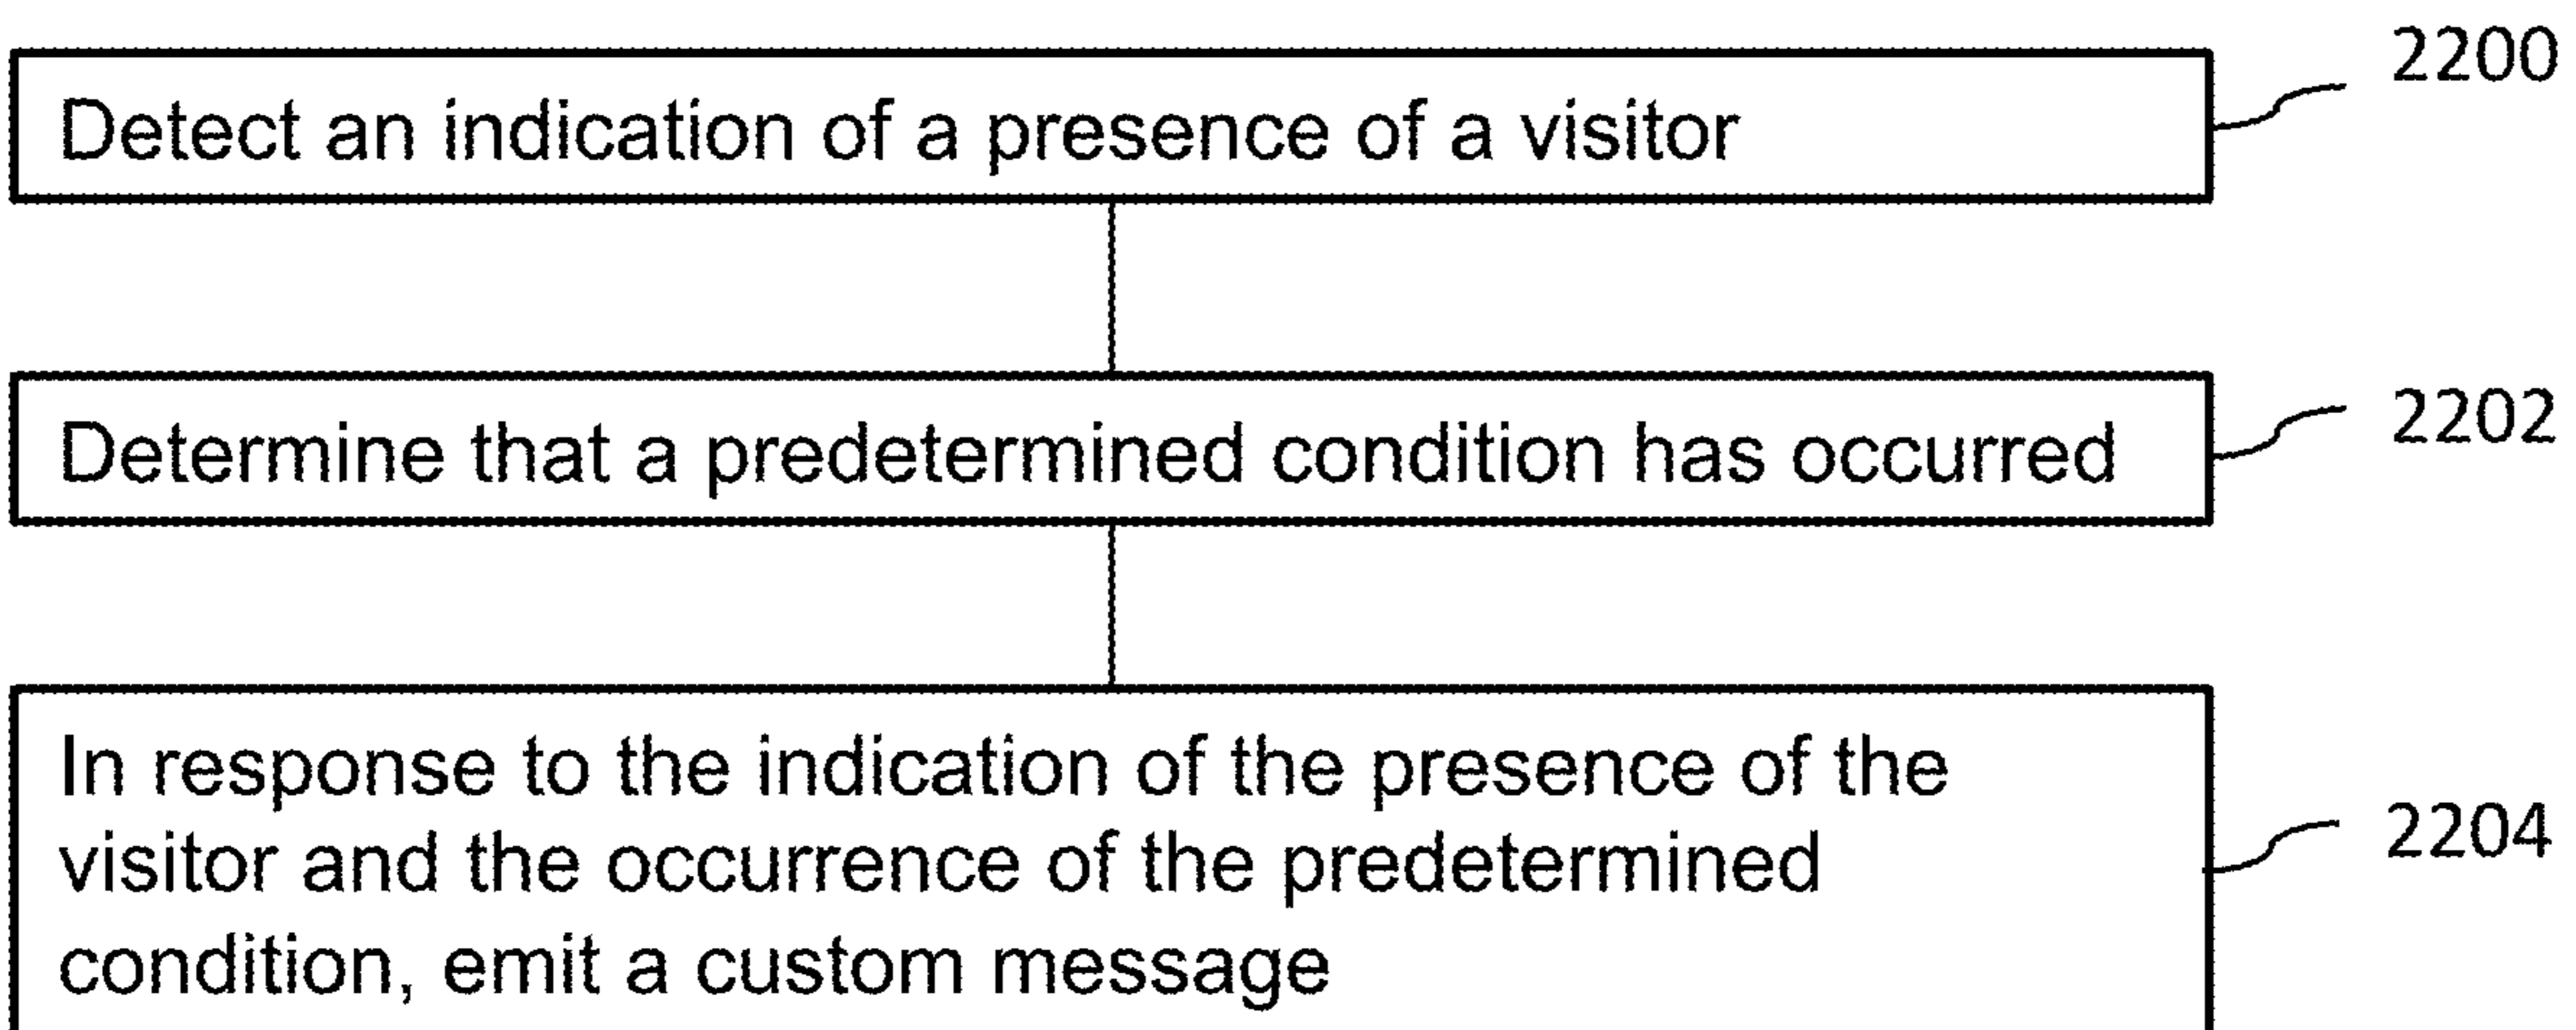 2200
Detect an indication of a presence of a visitor
2202
Determine that a predetermined condition has occurred
In response to the indication of the presence of the
visitor and the occurrence of the predetermined
2204
condition, emit a custom message